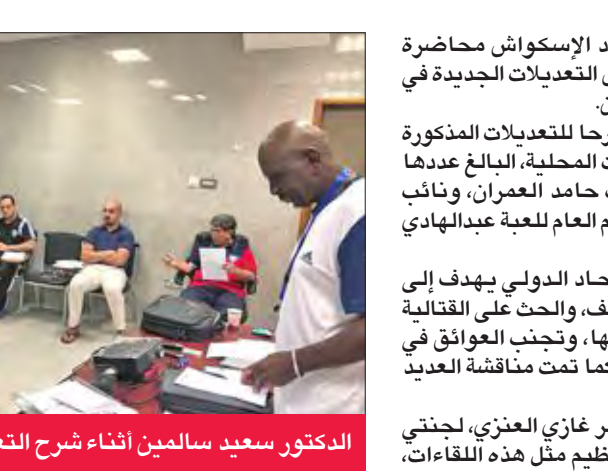 د الإسكواش محاضرة
التعديلات الجديدة في
رحا للتعديلات المذكورة
ت المحلية، البالغ عددها
حامد العمران، ونائب
م العام للعبة عبدالهادي
حاد الدولي يهدف إلى
ف، والحث على القتالية
ها، وتجنب العوائق في
كما تمت مناقشة العديد
ر غازي العنزي، لجنتي
ظيم مثل هذه اللقاءات،
الدكتور سعيد سالمين أثناء شرح التع